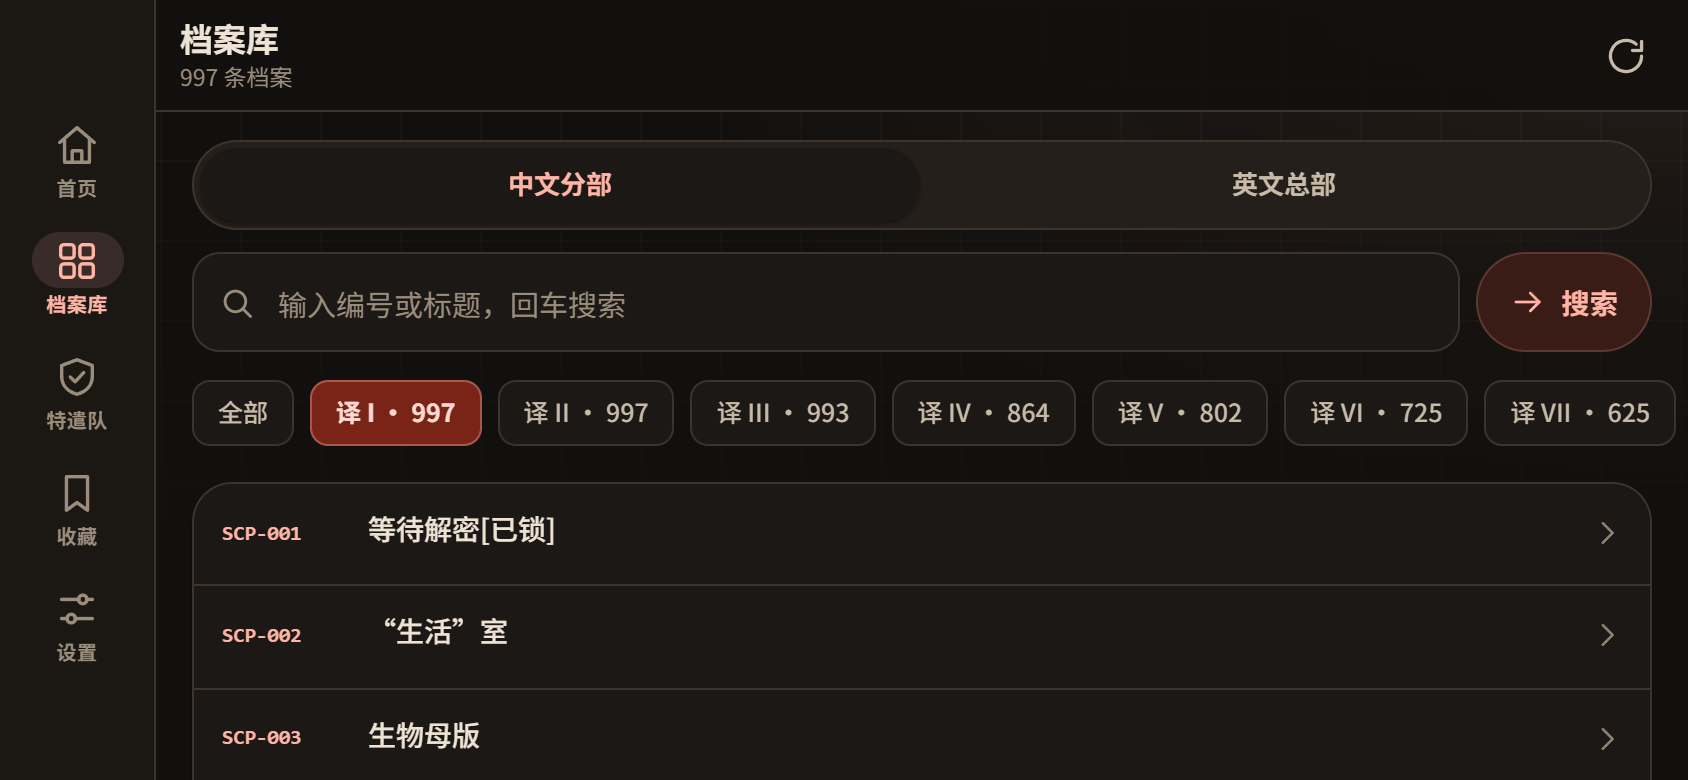 档案库
997 条档案
首页
档案库
特遣队
收藏
设置
中文分部
英文总部
输入编号或标题，回车搜索
搜索
全部
译 I • 997
译 II • 997
译 III • 993
译 IV • 864
译 V • 802
译 VI • 725
译 VII • 625
SCP-001 等待解密[已锁]
SCP-002 “生活”室
SCP-003 生物母版